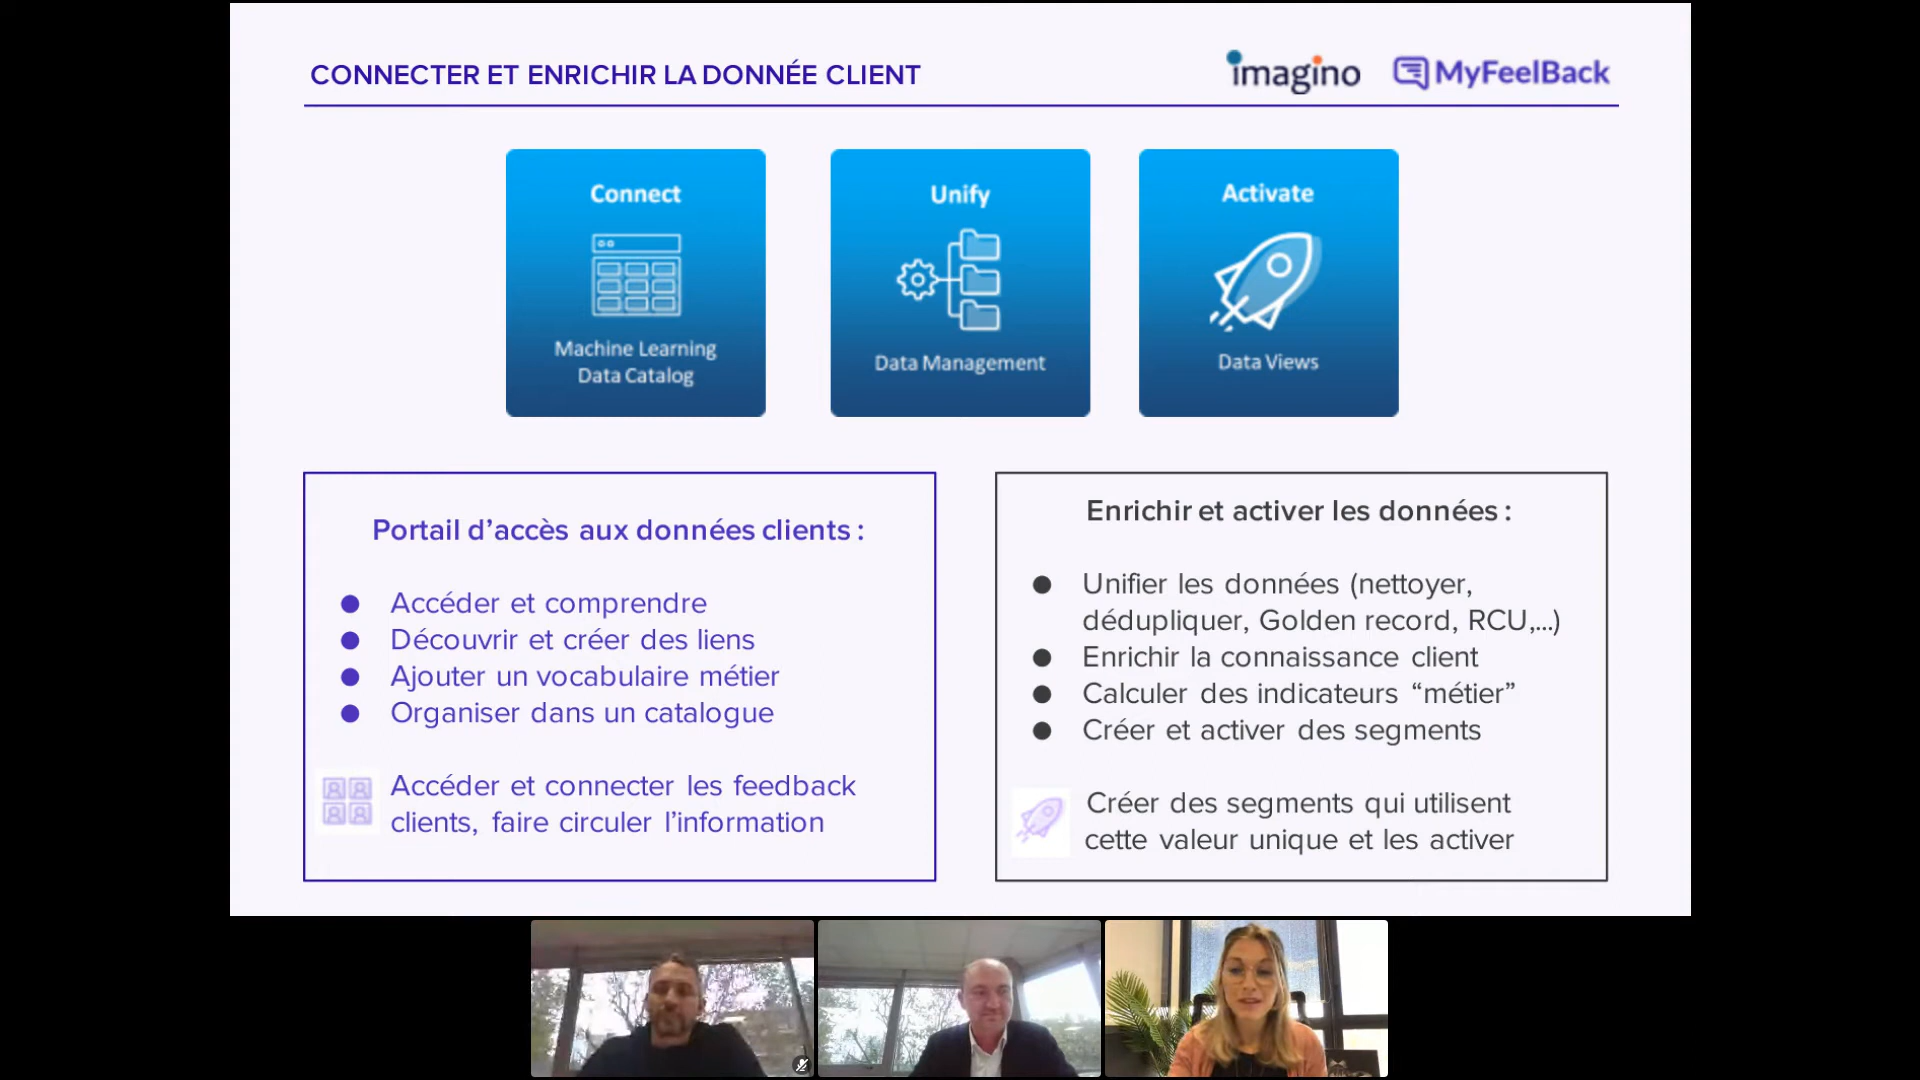 CONNECTER ET ENRICHIR LA DONNÉE CLIENT
imagino
MyFeelBack
Connect
Machine Learning
Data Catalog
Unify
Data Management
Activate
Data Views
Portail d’accès aux données clients :
● Accéder et comprendre
● Découvrir et créer des liens
● Ajouter un vocabulaire métier
● Organiser dans un catalogue
Accéder et connecter les feedback
clients, faire circuler l’information
Enrichir et activer les données :
● Unifier les données (nettoyer,
dédupliquer, Golden record, RCU,...)
● Enrichir la connaissance client
● Calculer des indicateurs “métier”
● Créer et activer des segments
Créer des segments qui utilisent
cette valeur unique et les activer